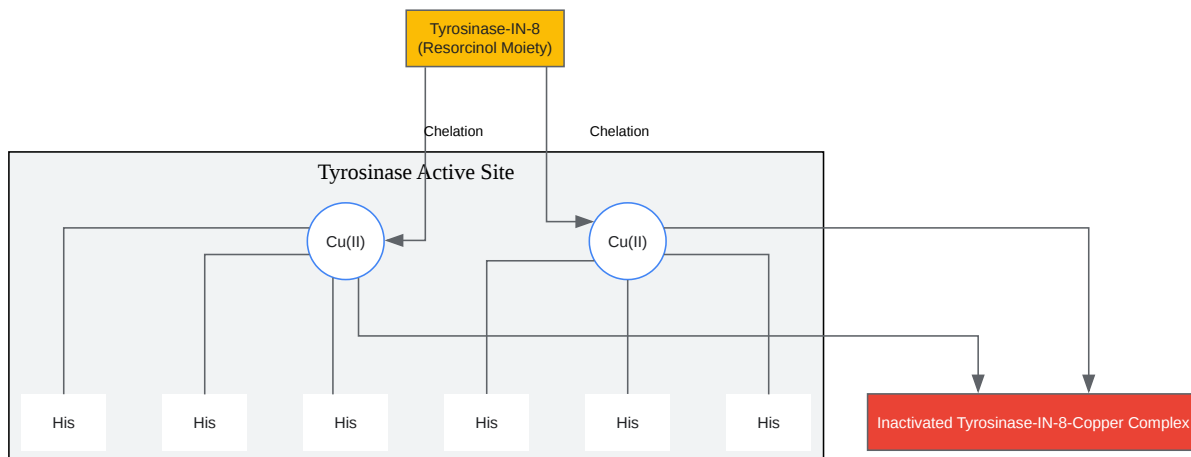 Tyrosinase-IN-8
(Resorcinol Moiety)
Chelation
Chelation
Tyrosinase Active Site
Cu(II)
Cu(II)
His
His
His
His
His
His
Inactivated Tyrosinase-IN-8-Copper Complex